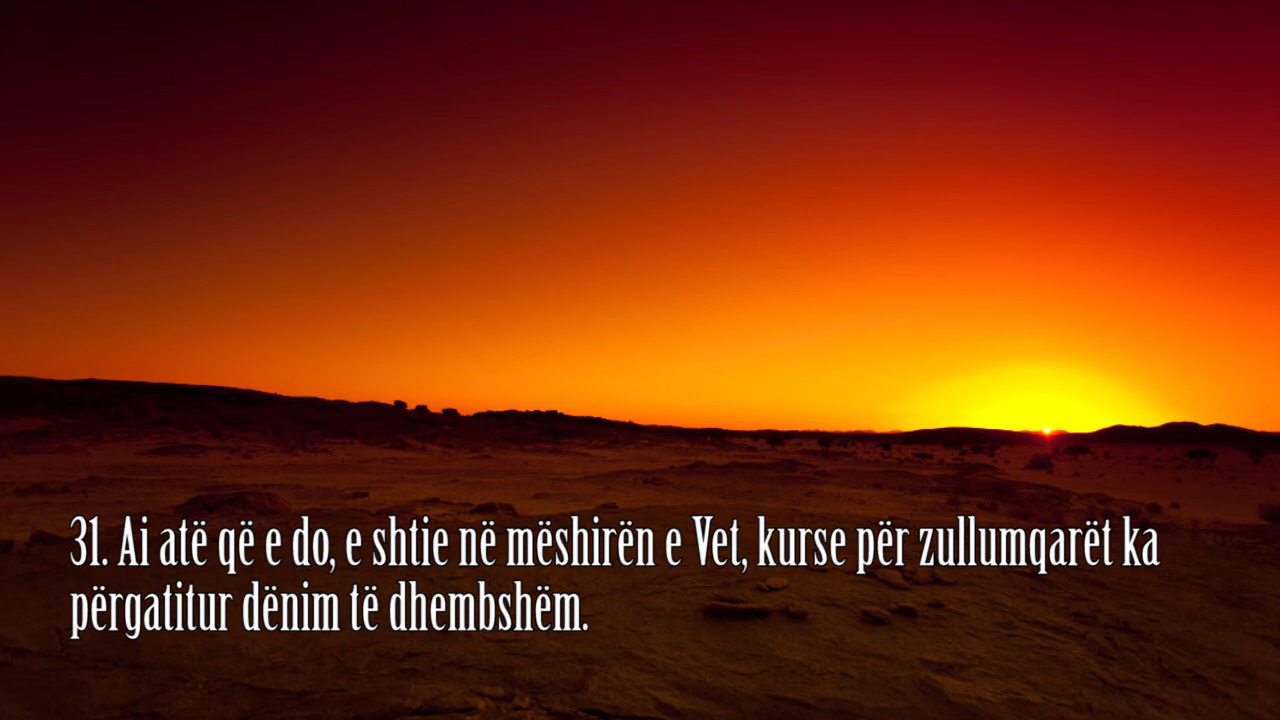 31. Ai atë që e do, e shtie në mëshirën e Vet, kurse për zullumqarët ka
përgatitur dënim të dhembshëm.